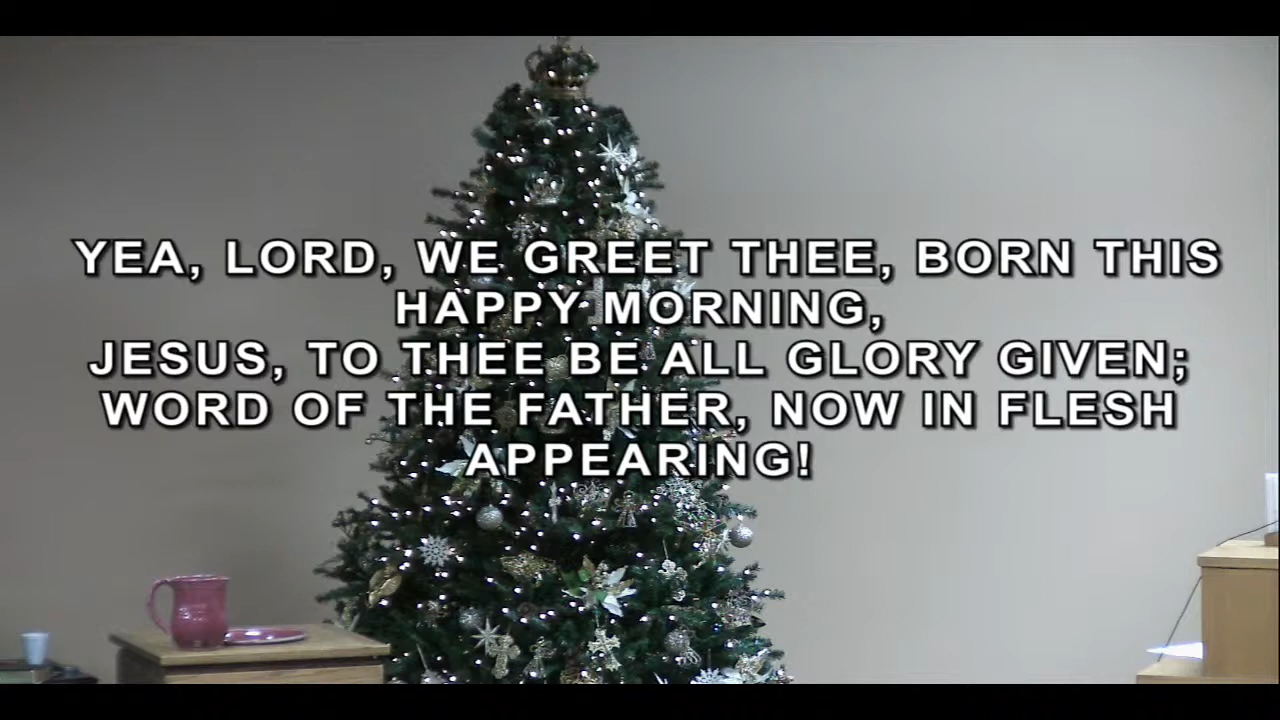 YEA, LORD, WE GREET THEE, BORN THIS
HAPPY MORNING,
JESUS, TO THEE BE ALL GLORY GIVEN;
WORD OF THE FATHER, NOW IN FLESH
APPEARING!